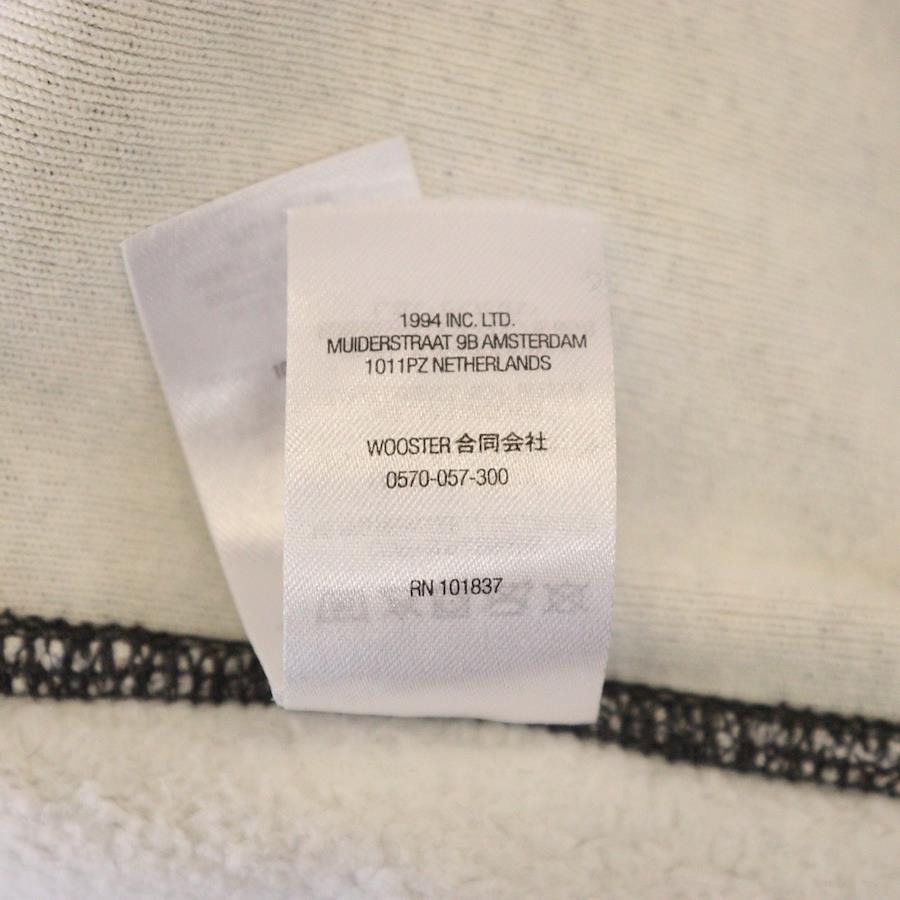 1994 INC. LTD.
MUIDERSTRAAT 9B AMSTERDAM
1011PZ NETHERLANDS
WOOSTER 合同会社
0570-057-300
RN 101837